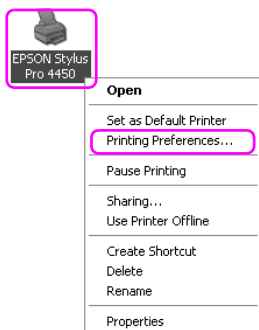 EPSON Stylus
Pro 4450
Open
Set as Default Printer
Printing Preferences...
Pause Printing
Sharing...
Use Printer Offline
Create Shortcut
Delete
Rename
Properties